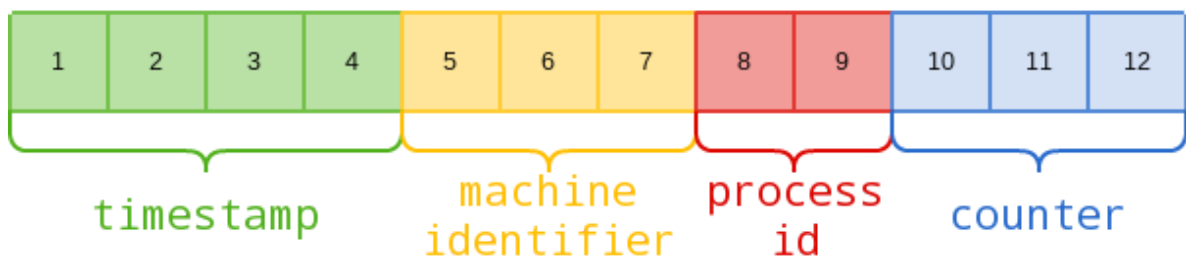 1 2 3 4 5 6 7 8 9 10 11 12
timestamp
machine
identifier
process
id
counter